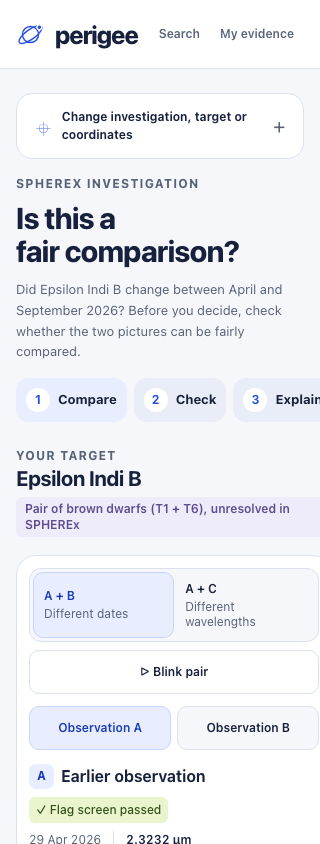 perigee Search My evidence
Change investigation, target or
coordinates
SPHEREX INVESTIGATION
Is this a
fair comparison?
Did Epsilon Indi B change between April and
September 2026? Before you decide, check
whether the two pictures can be fairly
compared.
1 Compare 2 Check 3 Explain
YOUR TARGET
Epsilon Indi B
Pair of brown dwarfs (T1 + T6), unresolved in
SPHEREx
A + B
Different dates
A + C
Different
wavelengths
Blink pair
Observation A Observation B
A Earlier observation
✓ Flag screen passed
29 Apr 2026 2.3232 µm